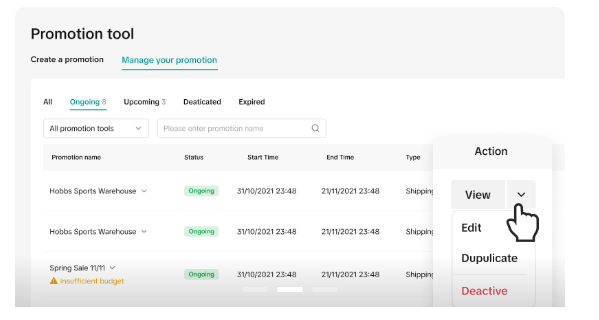 Promotion tool
Create a promotion Manage your promotion
All Ongoing 8 Upcoming 3 Deaticated Expired
All promotion tools Please enter promotion name
Promotion name Status Start Time End Time Type Action
Hobbs Sports Warehouse Ongoing 31/10/2021 23:48 21/11/2021 23:48 Shipping View
Edit
Hobbs Sports Warehouse Ongoing 31/10/2021 23:48 21/11/2021 23:48 Shipping
Dupulicate
Spring Sale 11/11 Ongoing 31/10/2021 23:48 21/11/2021 23:48 Shipping
Insufficient budget
Deactive